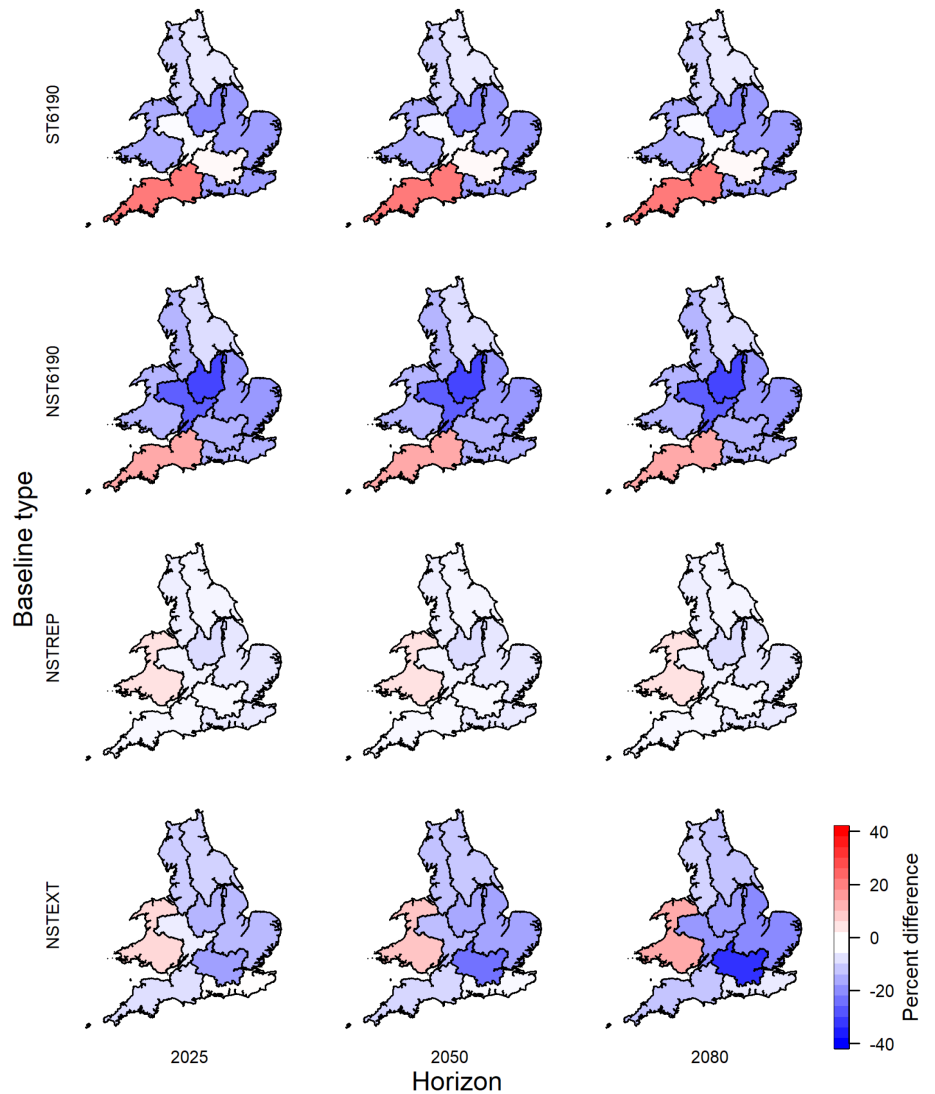 ST6190
NST6190
Baseline type
NSTREP
NSTEXT
40
20
0
-20
-40
Percent difference
2025
2050
2080
Horizon